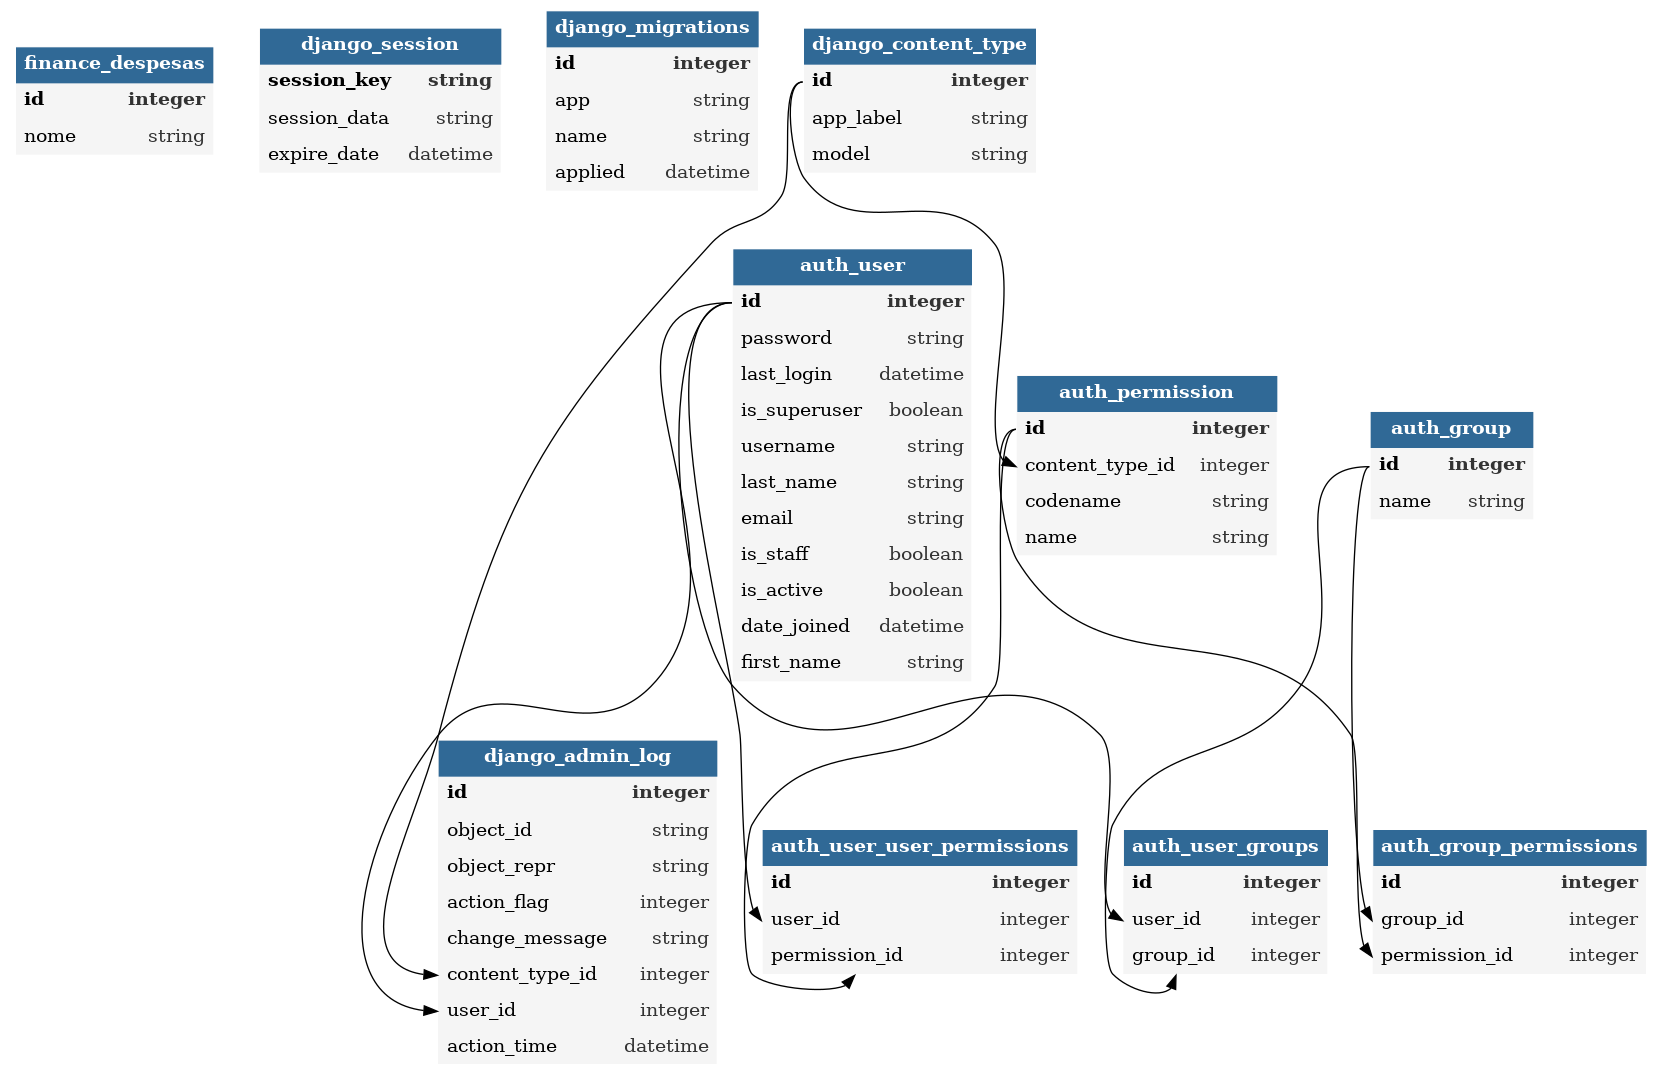 finance_despesas
id integer
nome string
django_session
session_key string
session_data string
expire_date datetime
django_migrations
id integer
app string
name string
applied datetime
django_content_type
id integer
app_label string
model string
auth_user
id integer
password string
last_login datetime
is_superuser boolean
username string
last_name string
email string
is_staff boolean
is_active boolean
date_joined datetime
first_name string
auth_permission
id integer
content_type_id integer
codename string
name string
auth_group
id integer
name string
django_admin_log
id integer
object_id string
object_repr string
action_flag integer
change_message string
content_type_id integer
user_id integer
action_time datetime
auth_user_user_permissions
id integer
user_id integer
permission_id integer
auth_user_groups
id integer
user_id integer
group_id integer
auth_group_permissions
id integer
group_id integer
permission_id integer